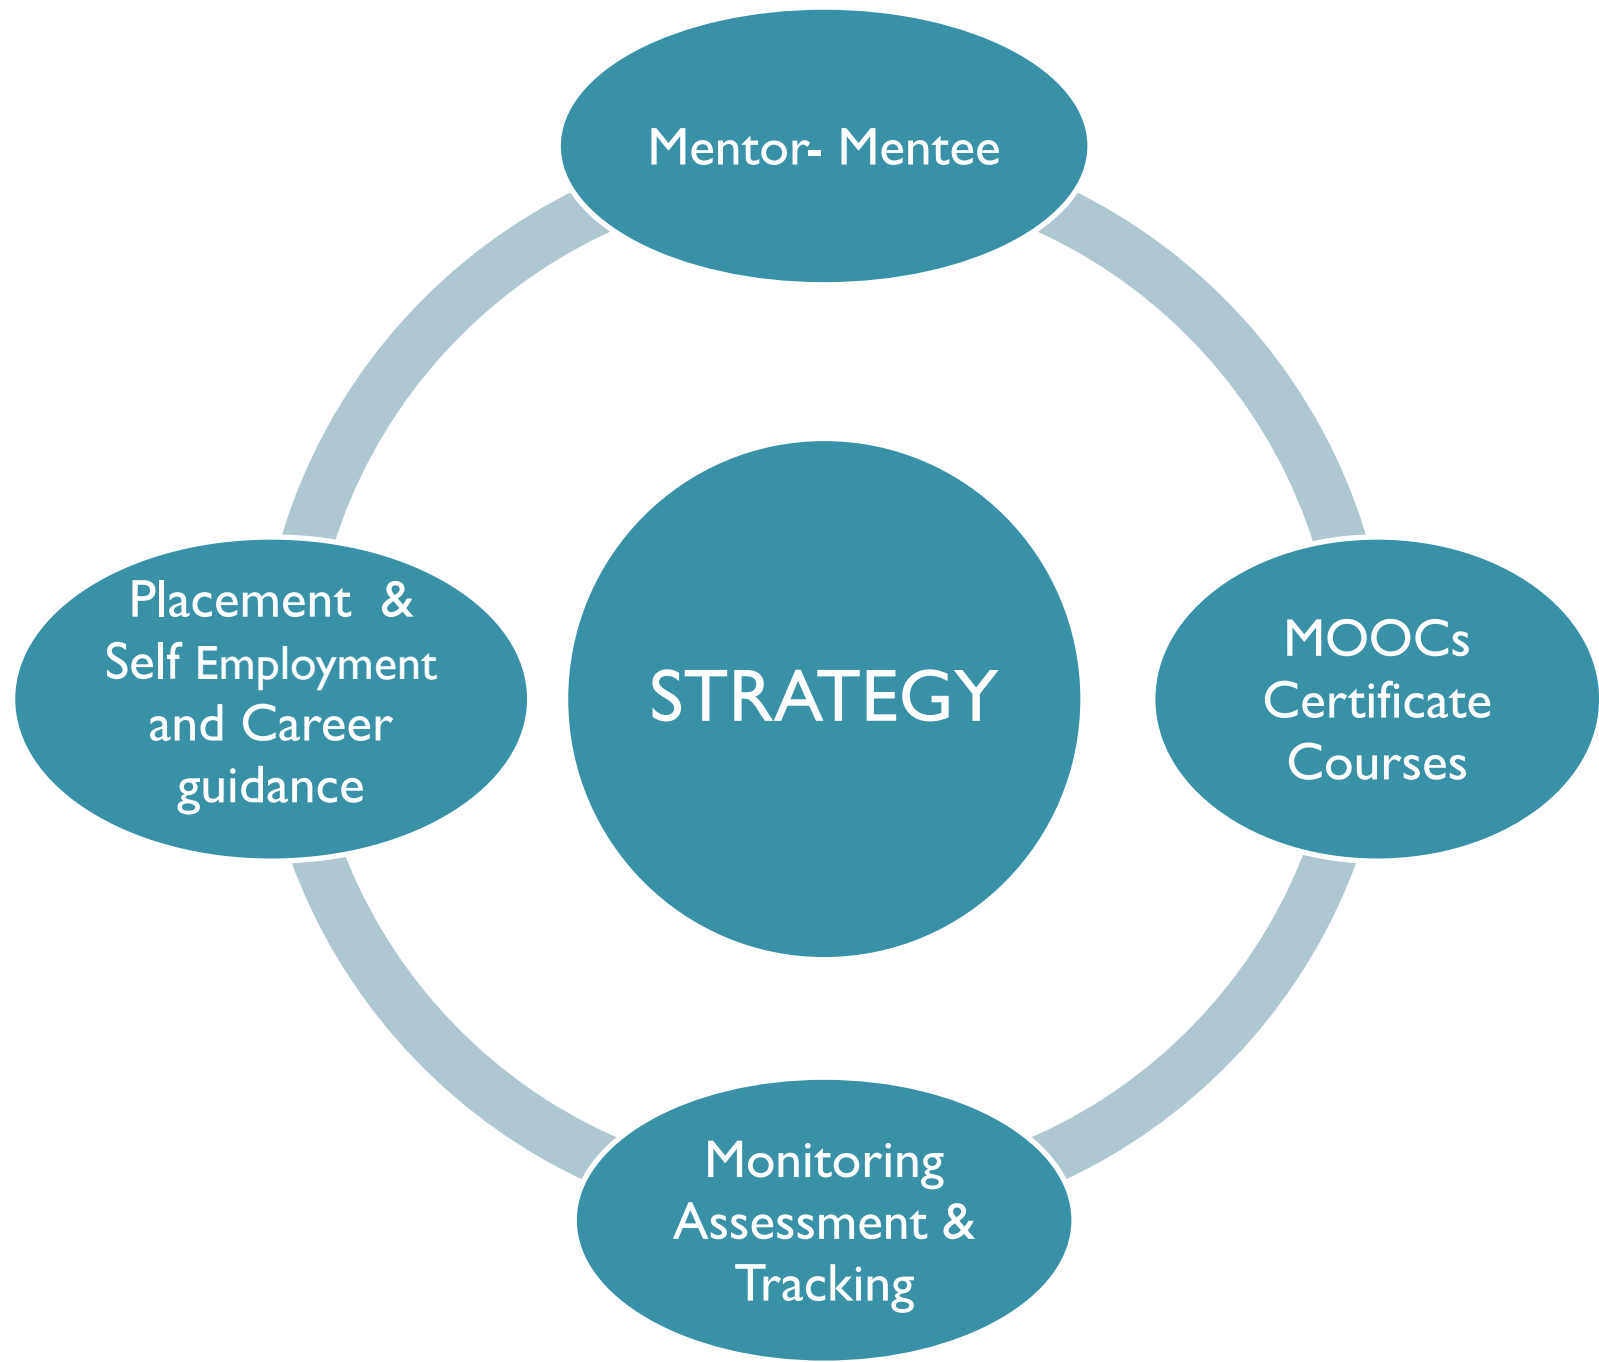 Mentor- Mentee
Placement & 
Self Employment
and Career
guidance
STRATEGY
MOOCs
Certificate
Courses
Monitoring
Assessment &
Tracking